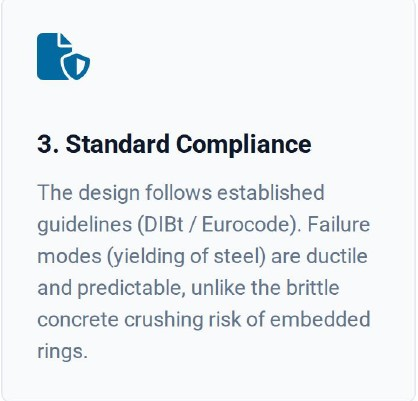 3. Standard Compliance
The design follows established
guidelines (DIBt / Eurocode). Failure
modes (yielding of steel) are ductile
and predictable, unlike the brittle
concrete crushing risk of embedded
rings.